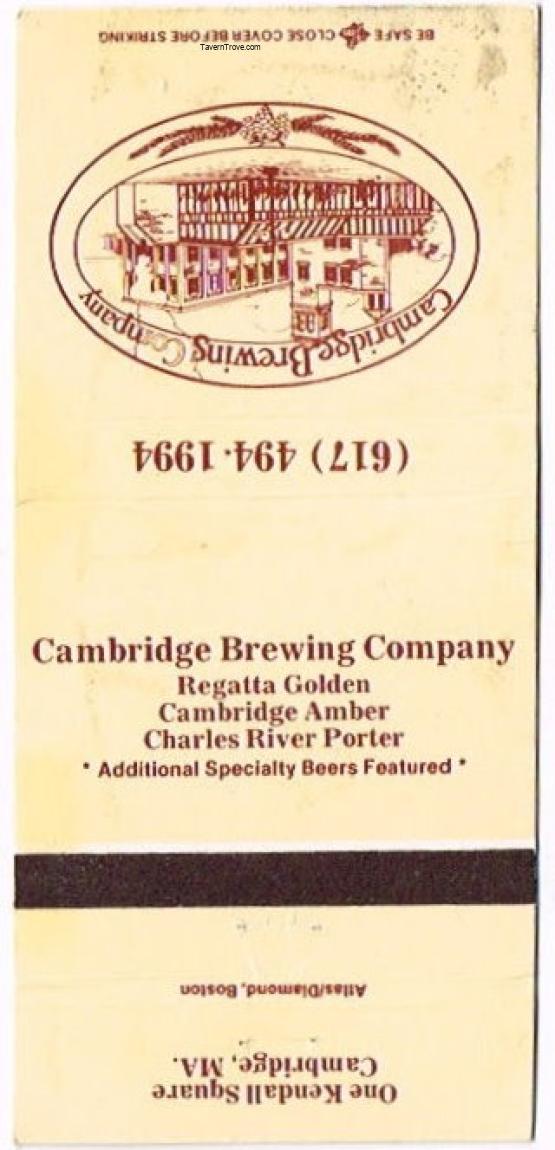 BE SAFE CLOSE COVER BEFORE STRIKING
TavernTrove.com
Cambridge Brewing Company
(617) 494·1994
Cambridge Brewing Company
Regatta Golden
Cambridge Amber
Charles River Porter
* Additional Specialty Beers Featured *
Atlas/Diamond, Boston
One Kendall Square
Cambridge, MA.